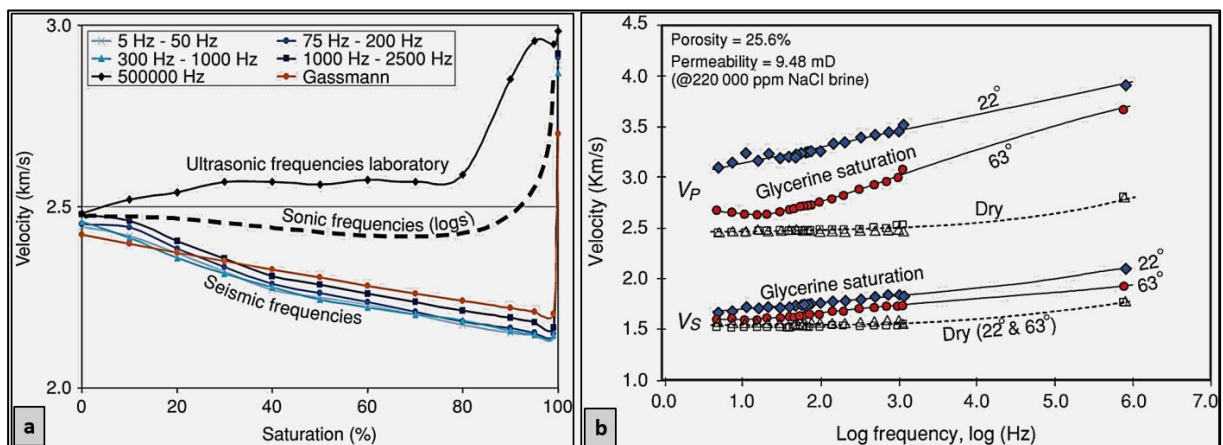 3.0
2.5
2.0
Velocity (km/s)
5 Hz - 50 Hz
75 Hz - 200 Hz
300 Hz - 1000 Hz
1000 Hz - 2500 Hz
500000 Hz
Gassmann
Ultrasonic frequencies laboratory
Sonic frequencies (logs)
Seismic frequencies
0
20
40
60
80
100
Saturation (%)
a
4.5
4.0
3.5
3.0
2.5
2.0
1.5
1.0
Velocity (Km/s)
Porosity = 25.6%
Permeability = 9.48 mD
(@220 000 ppm NaCl brine)
22°
Glycerine saturation
63°
VP
Dry
Glycerine saturation
22°
63°
VS
Dry (22° & 63°)
0.0
1.0
2.0
3.0
4.0
5.0
6.0
7.0
Log frequency, log (Hz)
b